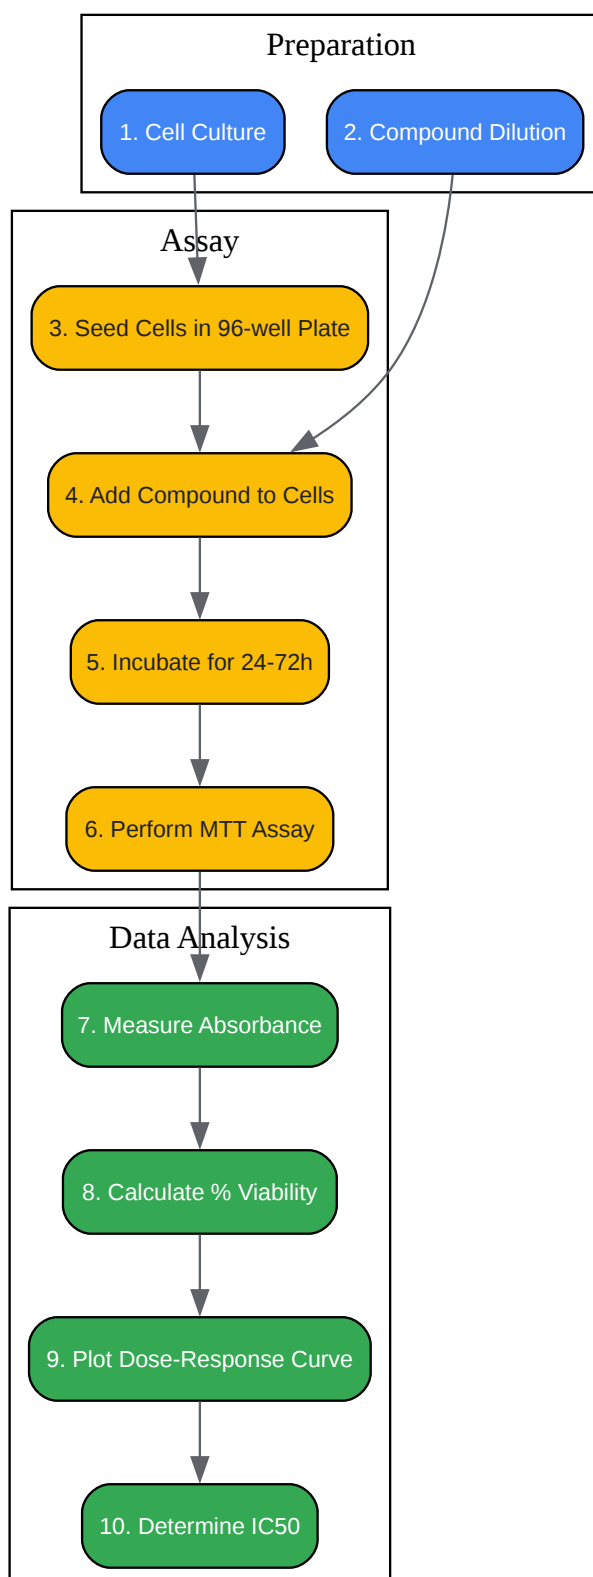 Preparation
1. Cell Culture
2. Compound Dilution
Assay
3. Seed Cells in 96-well Plate
4. Add Compound to Cells
5. Incubate for 24-72h
6. Perform MTT Assay
Data Analysis
7. Measure Absorbance
8. Calculate % Viability
9. Plot Dose-Response Curve
10. Determine IC50